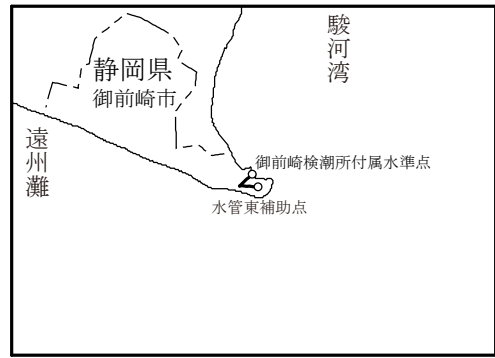 駿河湾
静岡県
御前崎市
遠州灘
御前崎検潮所付属水準点
水管東補助点